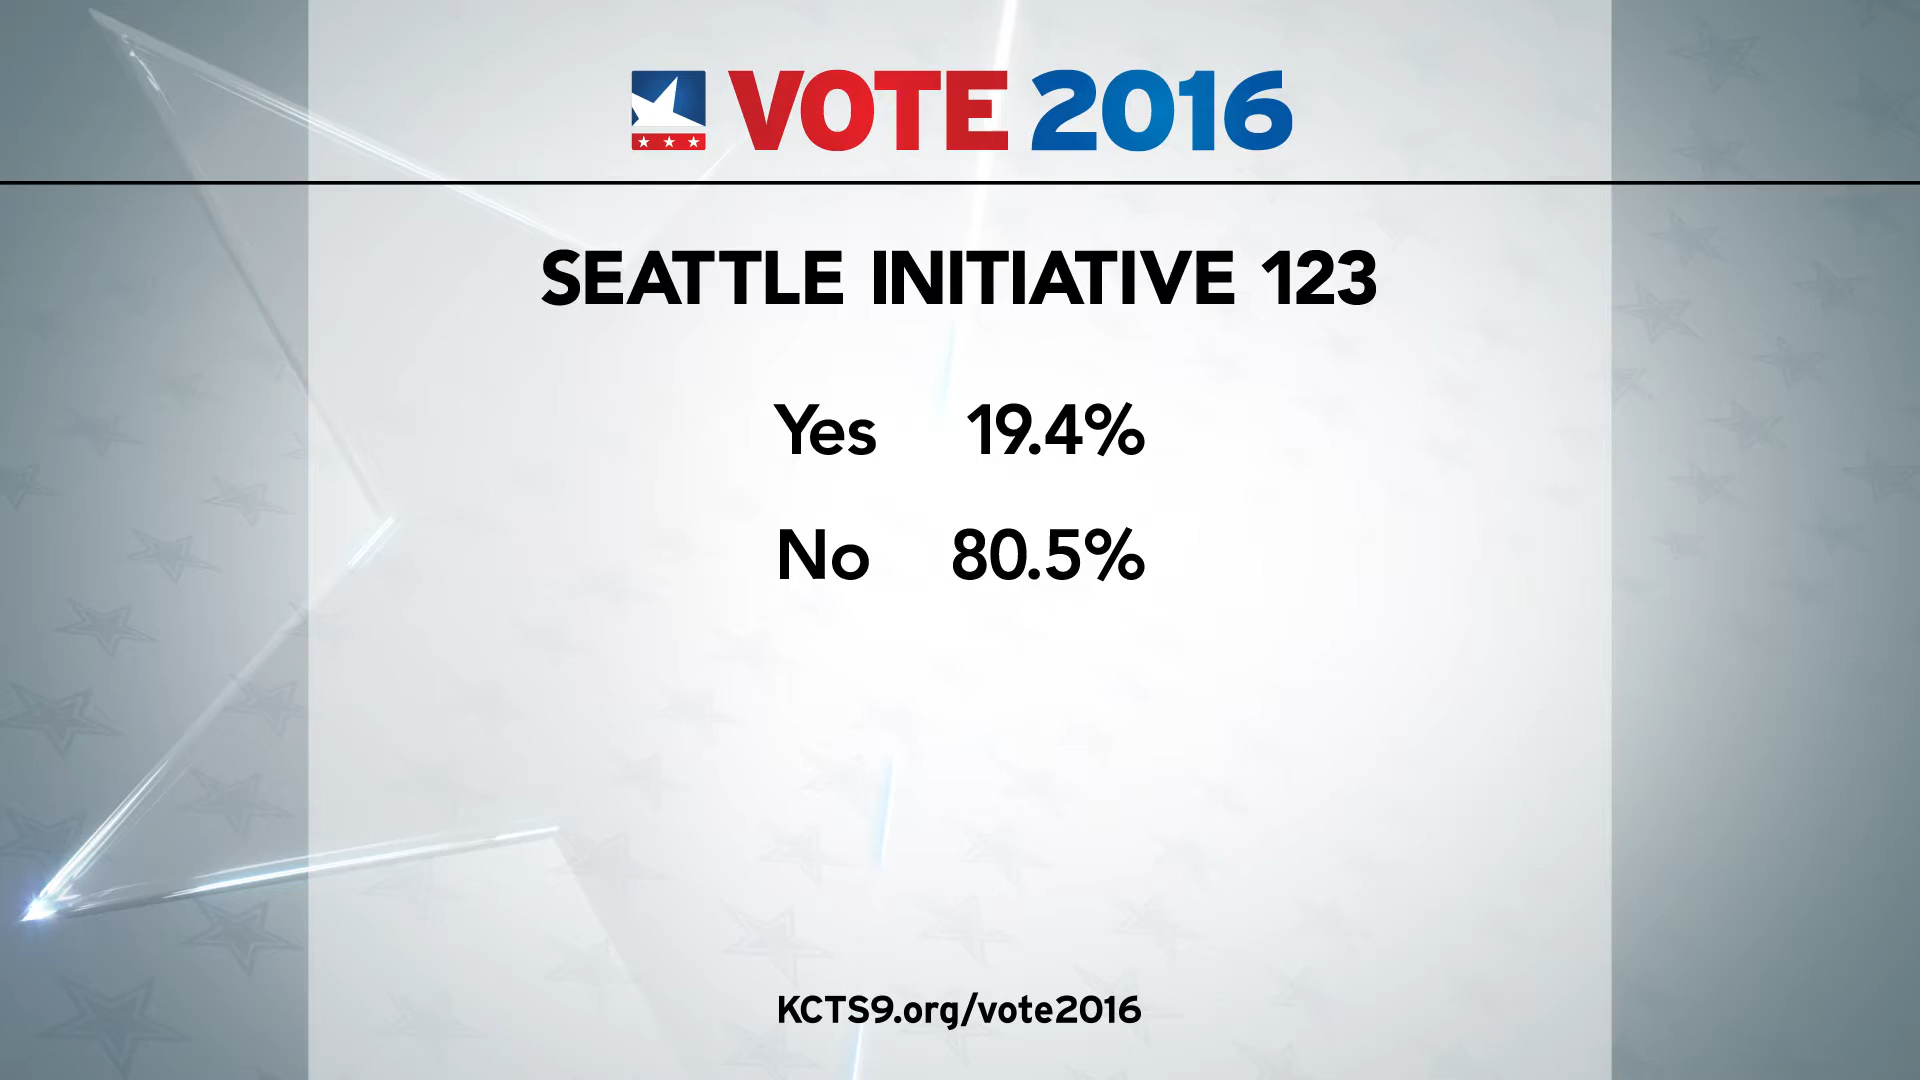 VOTE 2016
SEATTLE INITIATIVE 123
Yes 19.4%
No 80.5%
KCTS9.org/vote2016